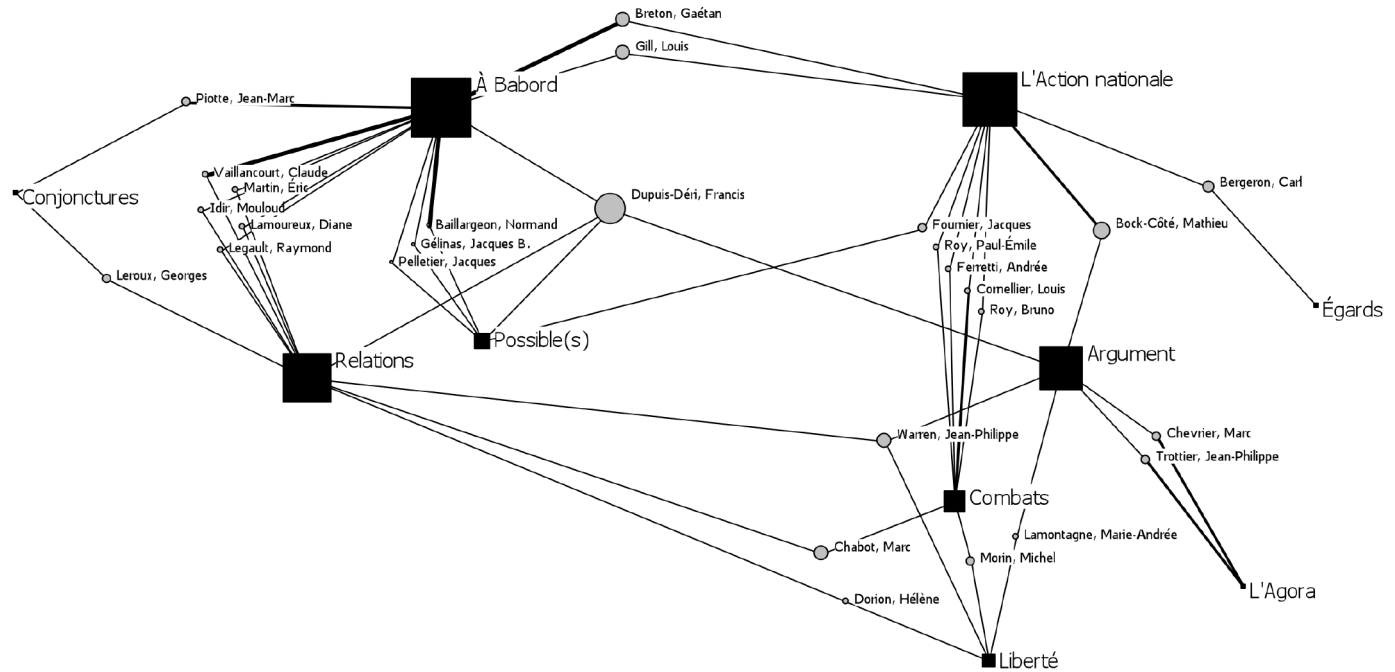 Breton, Gaétan
Gill, Louis
À Babord
L'Action nationale
Piotte, Jean-Marc
Vaillancourt, Claude
Martin, Éric
Conjonctures
Idir, Mouloud
Lamoureux, Diane
Legault, Raymond
Leroux, Georges
Dupuis-Déri, Francis
Baillargeon, Normand
Gélinas, Jacques B.
Pelletier, Jacques
Bergeron, Carl
Fournier, Jacques
Bock-Côté, Mathieu
Roy, Paul-Émile
Ferretti, Andrée
Cornellier, Louis
Roy, Bruno
Égards
Possible(s)
Relations
Argument
Warren, Jean-Philippe
Chevrier, Marc
Trottier, Jean-Philippe
Combats
Lamontagne, Marie-Andrée
Chabot, Marc
Morin, Michel
L'Agora
Dorion, Hélène
Liberté